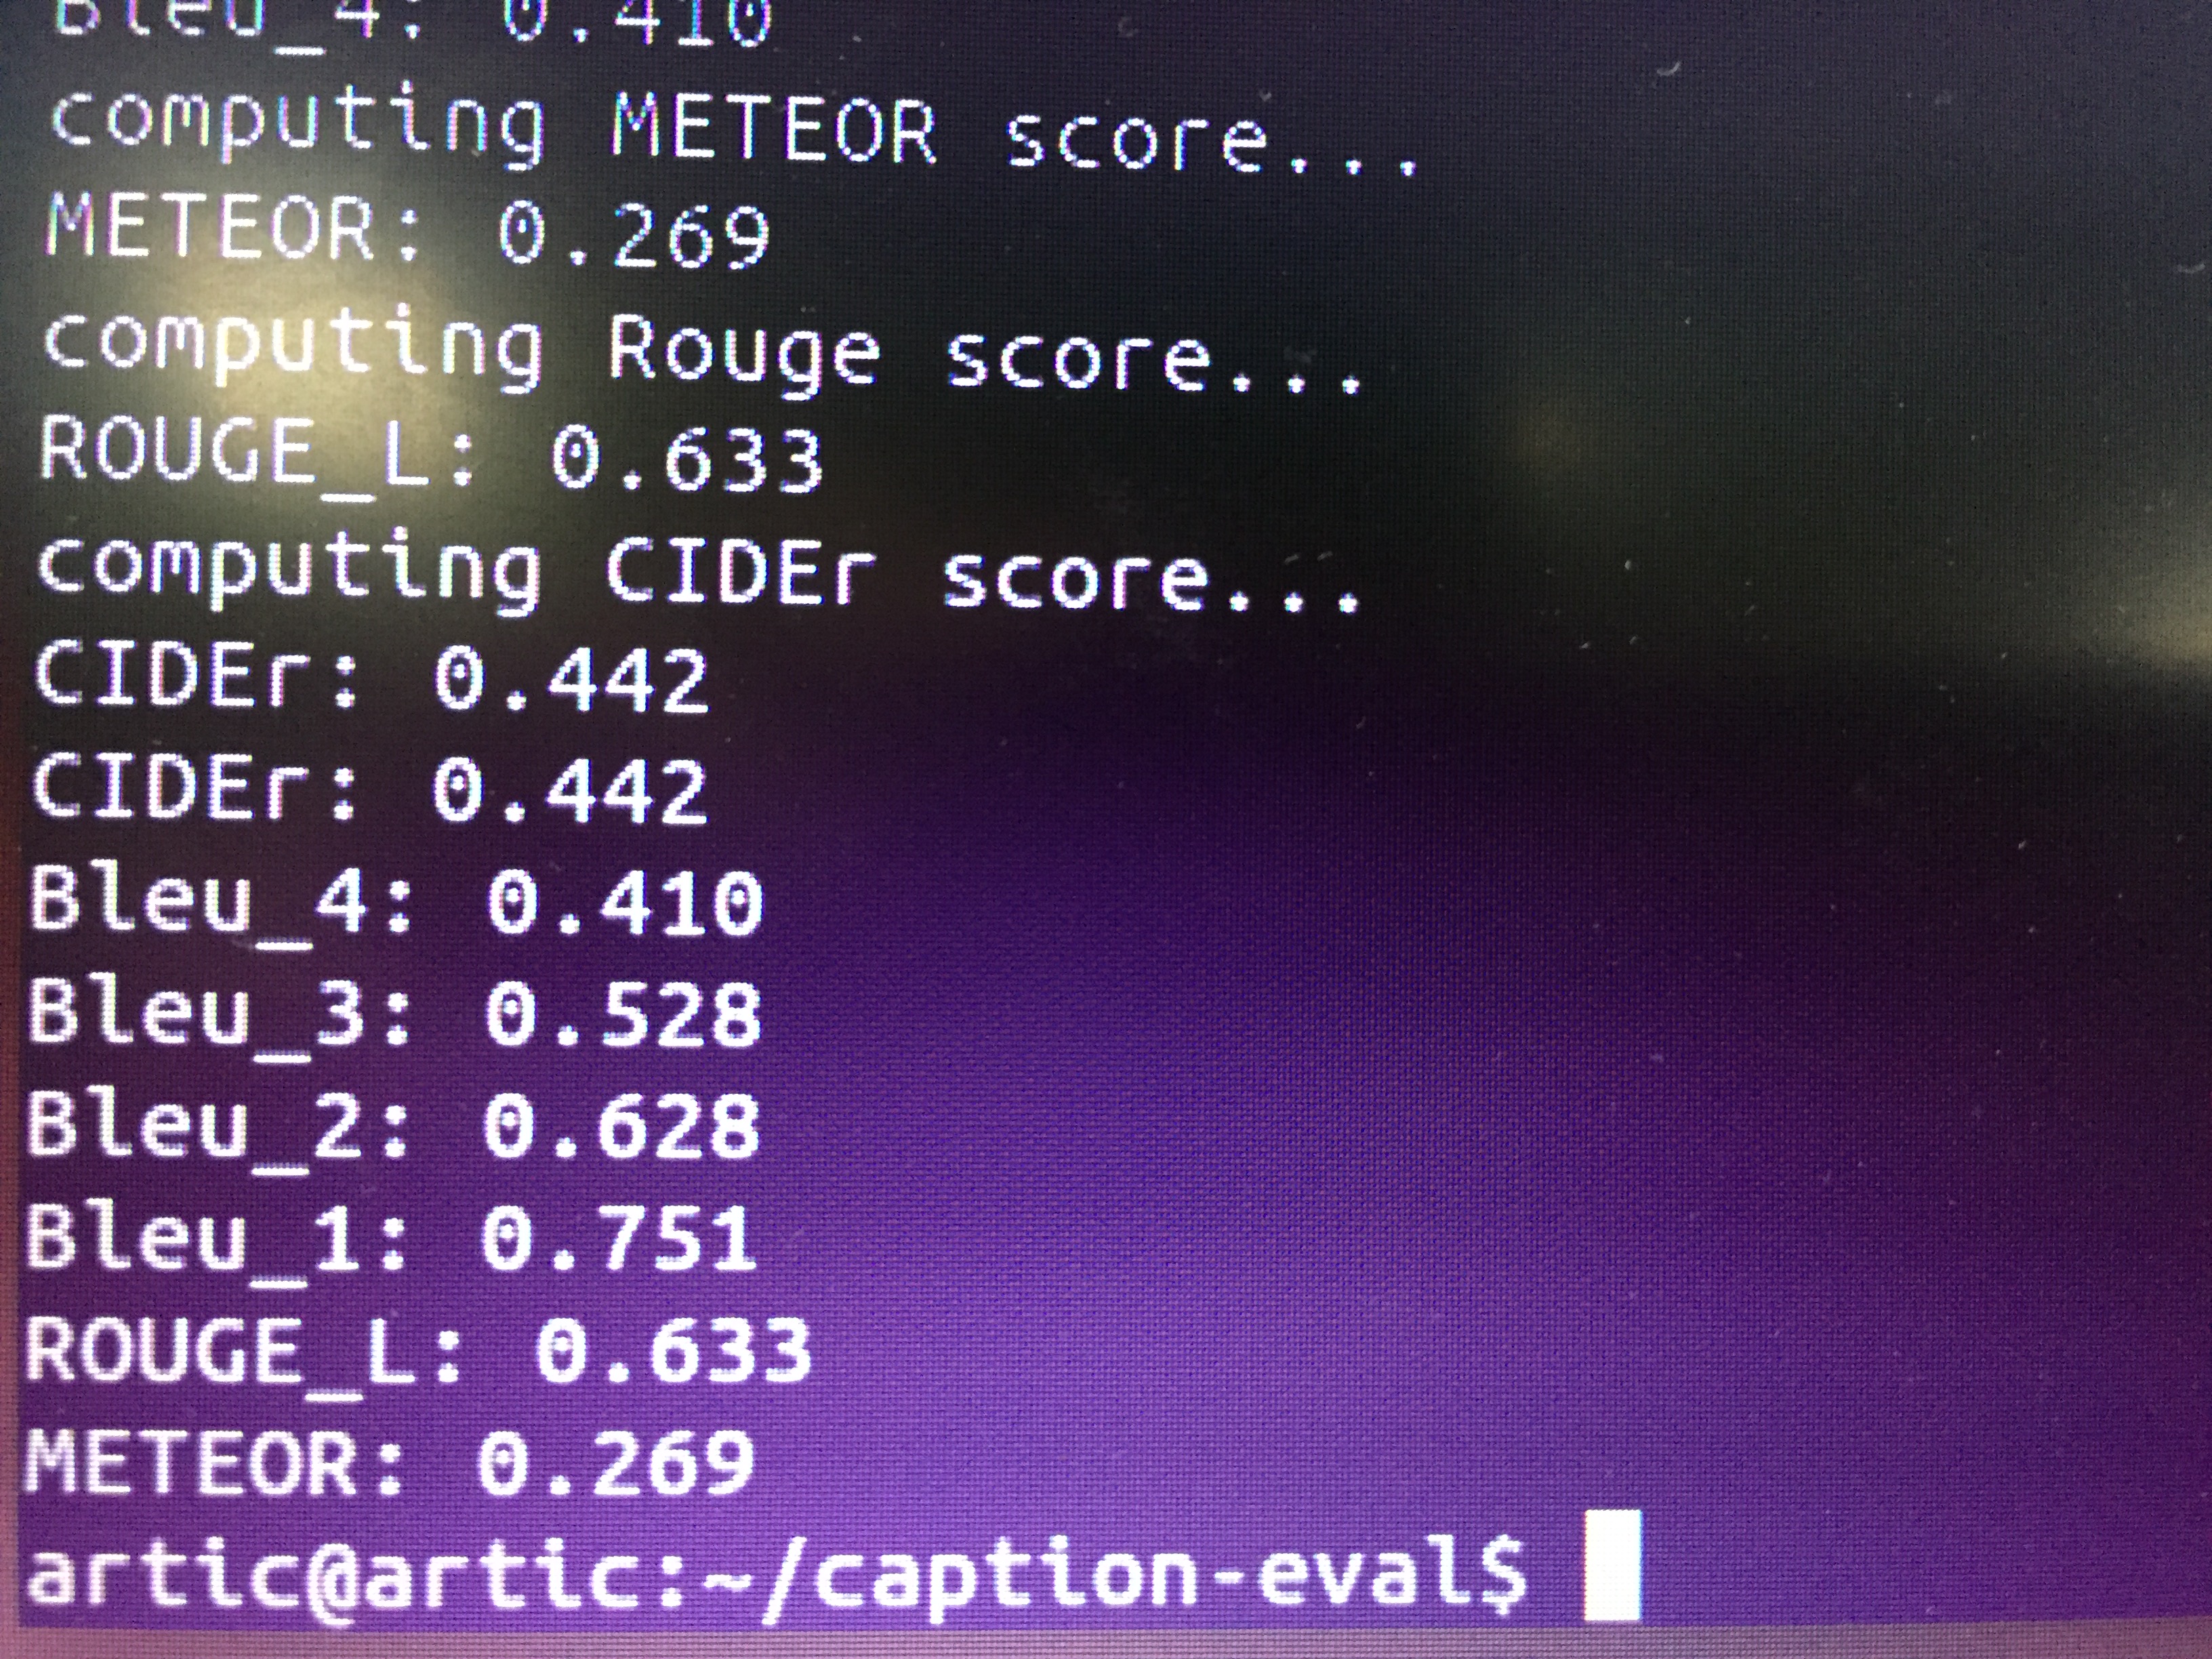 Bleu_4: 0.410
computing METEOR score...
METEOR: 0.269
computing Rouge score...
ROUGE_L: 0.633
computing CIDEr score...
CIDEr: 0.442
CIDEr: 0.442
Bleu_4: 0.410
Bleu_3: 0.528
Bleu_2: 0.628
Bleu_1: 0.751
ROUGE_L: 0.633
METEOR: 0.269
artic@artic:~/caption-eval$